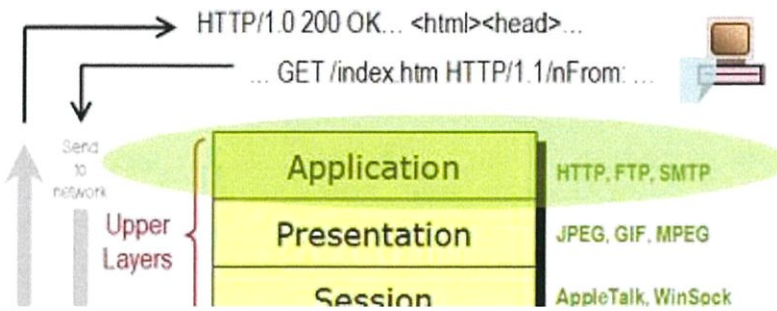 HTTP/1.0 200 OK... <html><head>...
... GET /index.htm HTTP/1.1/nFrom: ...
Send
to
network
Upper
Layers
Application
HTTP, FTP, SMTP
Presentation
JPEG, GIF, MPEG
Session
AppleTalk, WinSock